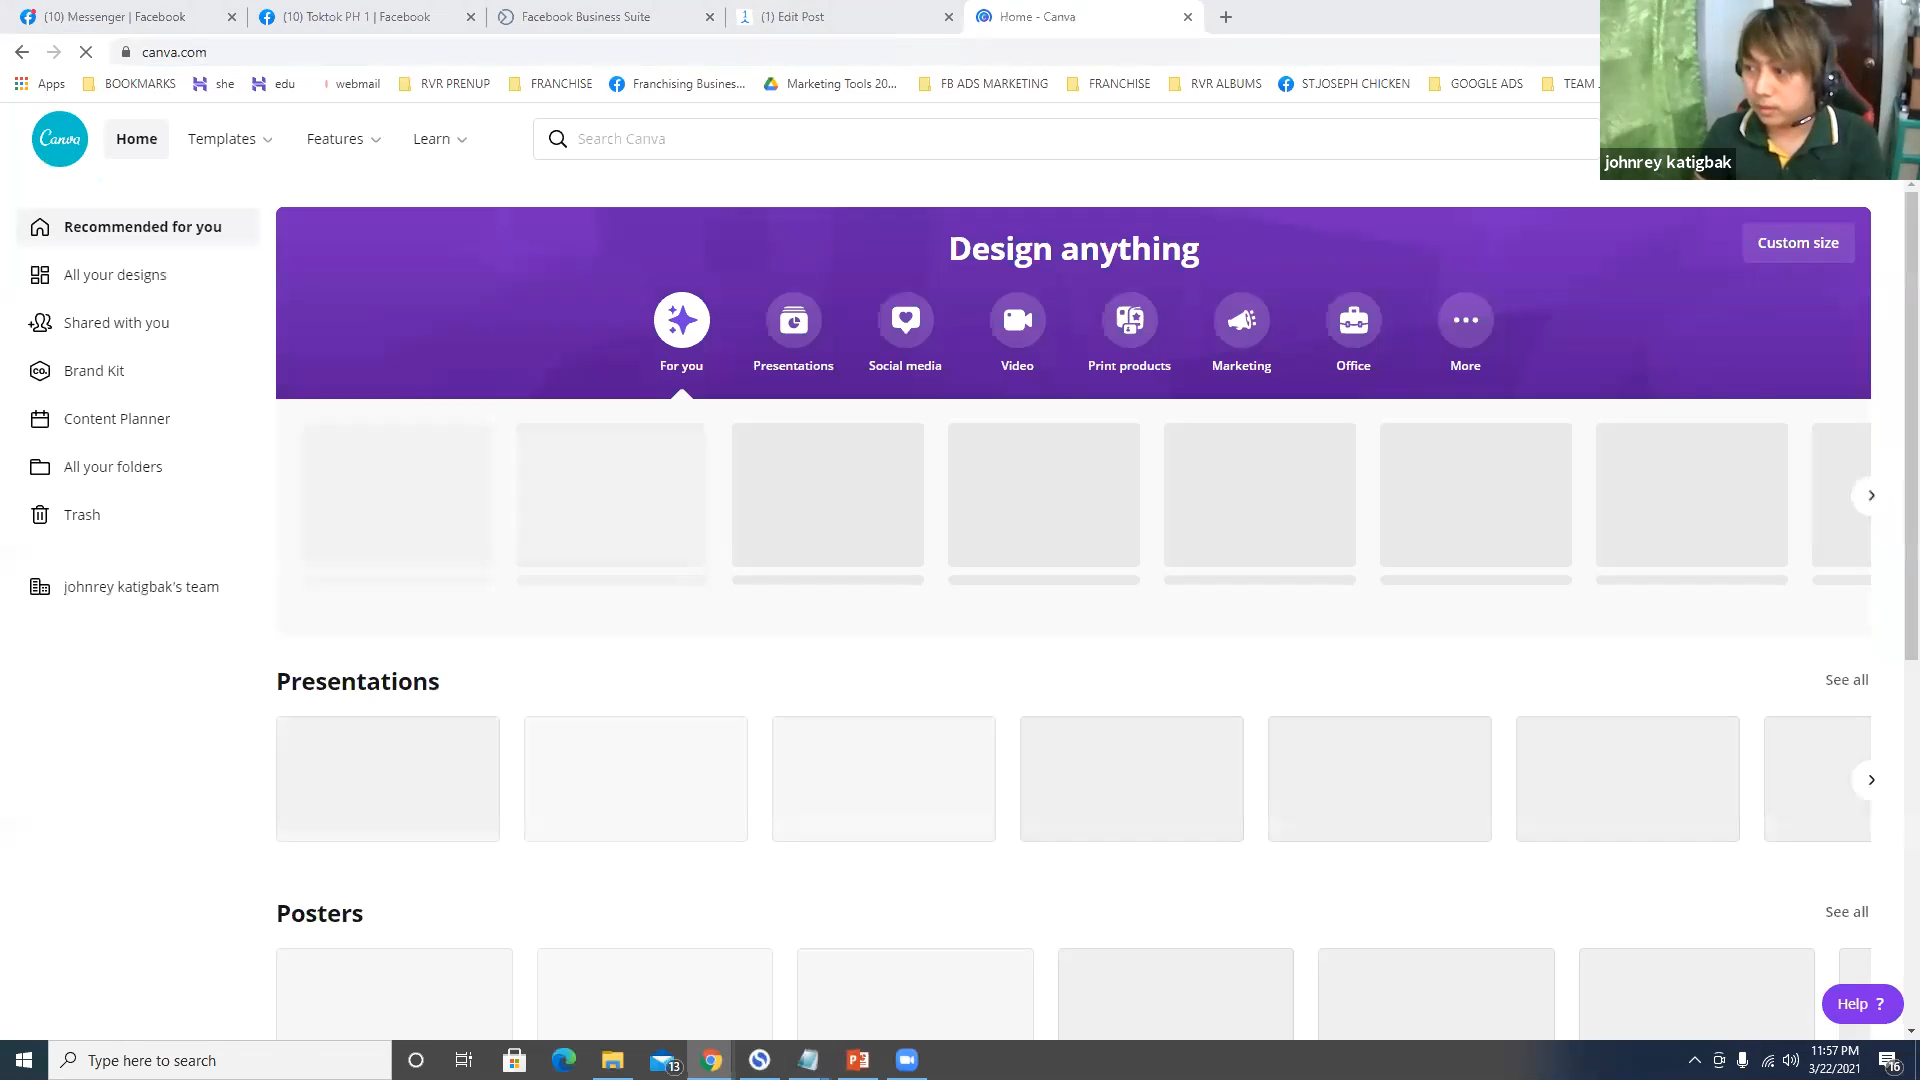 (10) Messenger | Facebook
(10) Toktok PH 1 | Facebook
Facebook Business Suite
(1) Edit Post
Home - Canva
canva.com
Apps
BOOKMARKS
she
edu
webmail
RVR PRENUP
FRANCHISE
Franchising Busines...
Marketing Tools 20...
FB ADS MARKETING
FRANCHISE
RVR ALBUMS
ST.JOSEPH CHICKEN
GOOGLE ADS
TEAM
johnrey katigbak
Canva
Home
Templates
Features
Learn
Search Canva
Recommended for you
All your designs
Shared with you
Brand Kit
Content Planner
All your folders
Trash
johnrey katigbak's team
Design anything
Custom size
For you
Presentations
Social media
Video
Print products
Marketing
Office
More
Presentations
See all
Posters
See all
Help ?
Type here to search
13
11:57 PM
3/22/2021
16